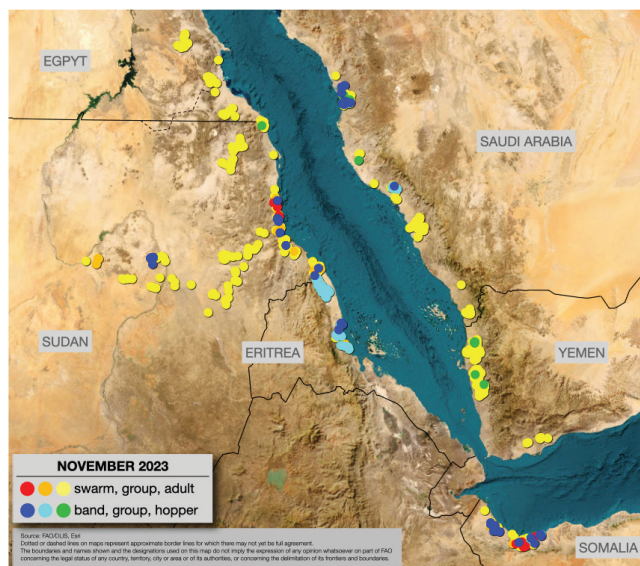 EGPYT
SAUDI ARABIA
SUDAN
ERITREA
YEMEN
NOVEMBER 2023
swarm, group, adult
band, group, hopper
Source: FAO/DLIS, Esri
Dotted or dashed lines on maps represent approximate border lines for which there may not yet be full agreement.
The boundaries and names shown and the designations used on this map do not imply the expression of any opinion whatsoever on part of FAO
concerning the legal status of any country, territory, city or area or of its authorities, or concerning the delimitation of its frontiers and boundaries.
SOMALIA